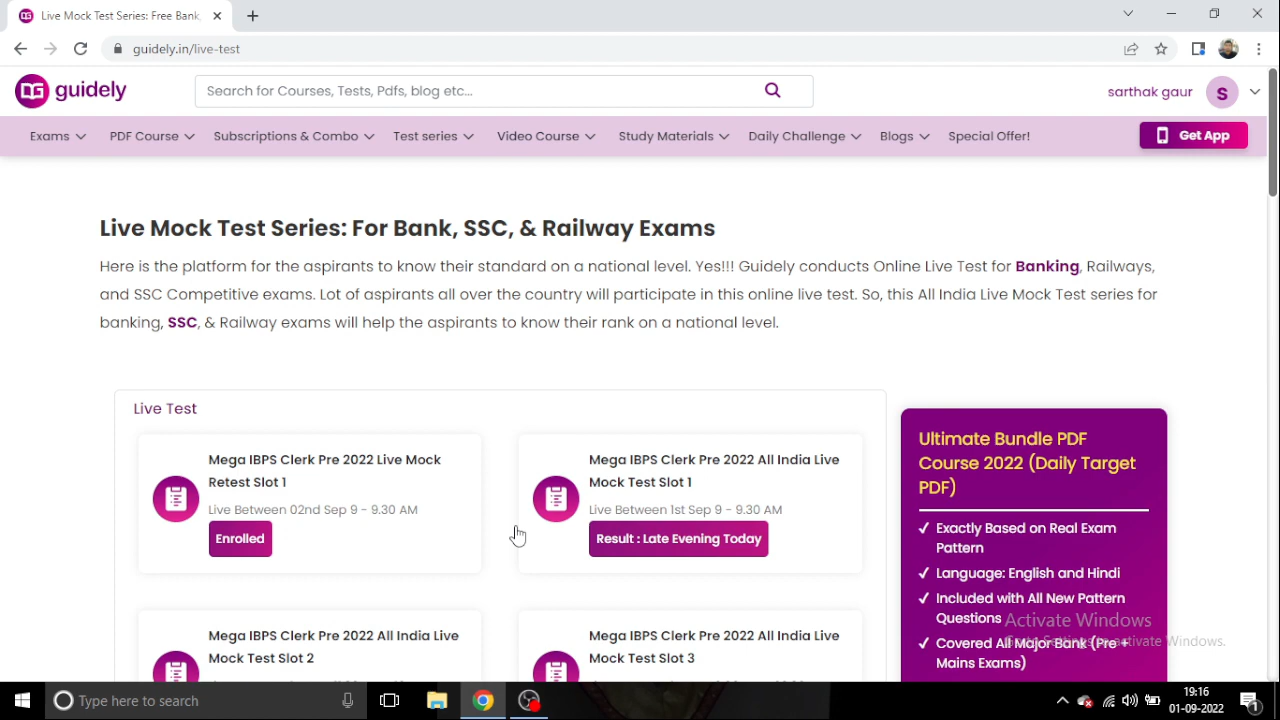 Live Mock Test Series: Free Bank,
guidely.in/live-test
guidely
Search for Courses, Tests, Pdfs, blog etc...
sarthak gaur
S
Exams
PDF Course
Subscriptions & Combo
Test series
Video Course
Study Materials
Daily Challenge
Blogs
Special Offer!
Get App
Live Mock Test Series: For Bank, SSC, & Railway Exams
Here is the platform for the aspirants to know their standard on a national level. Yes!!! Guidely conducts Online Live Test for Banking, Railways,
and SSC Competitive exams. Lot of aspirants all over the country will participate in this online live test. So, this All India Live Mock Test series for
banking, SSC, & Railway exams will help the aspirants to know their rank on a national level.
Live Test
Mega IBPS Clerk Pre 2022 Live Mock
Retest Slot 1
Live Between 02nd Sep 9 - 9.30 AM
Enrolled
Mega IBPS Clerk Pre 2022 All India Live
Mock Test Slot 1
Live Between 1st Sep 9 - 9.30 AM
Result : Late Evening Today
Mega IBPS Clerk Pre 2022 All India Live
Mock Test Slot 2
Mega IBPS Clerk Pre 2022 All India Live
Mock Test Slot 3
Ultimate Bundle PDF
Course 2022 (Daily Target
PDF)
Exactly Based on Real Exam
Pattern
Language: English and Hindi
Included with All New Pattern
Questions
Covered All Major Bank (Pre +
Mains Exams)
Activate Windows
Go to Settings to activate Windows.
Type here to search
19:16
01-09-2022
1